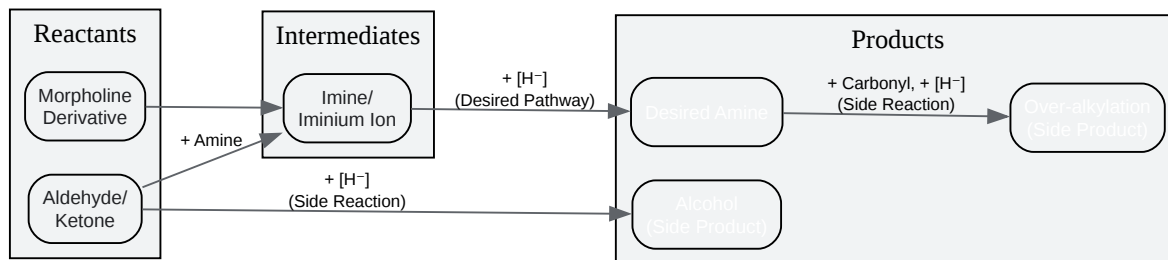 Reactants
Morpholine
Derivative
Aldehyde/
Ketone
+ Amine
Intermediates
Imine/
Iminium Ion
+ [H⁻]
(Desired Pathway)
+ [H⁻]
(Side Reaction)
Products
Desired Amine
+ Carbonyl, + [H⁻]
(Side Reaction)
Over-alkylation
(Side Product)
Alcohol
(Side Product)